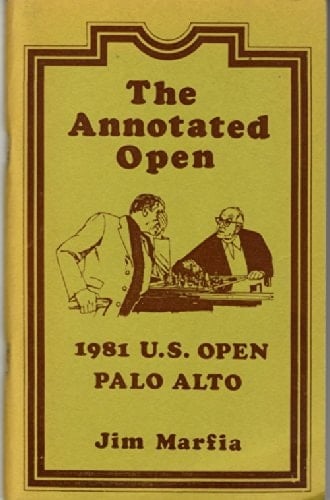 The
Annotated
Open
1981 U.S. OPEN
PALO ALTO
Jim Marfia